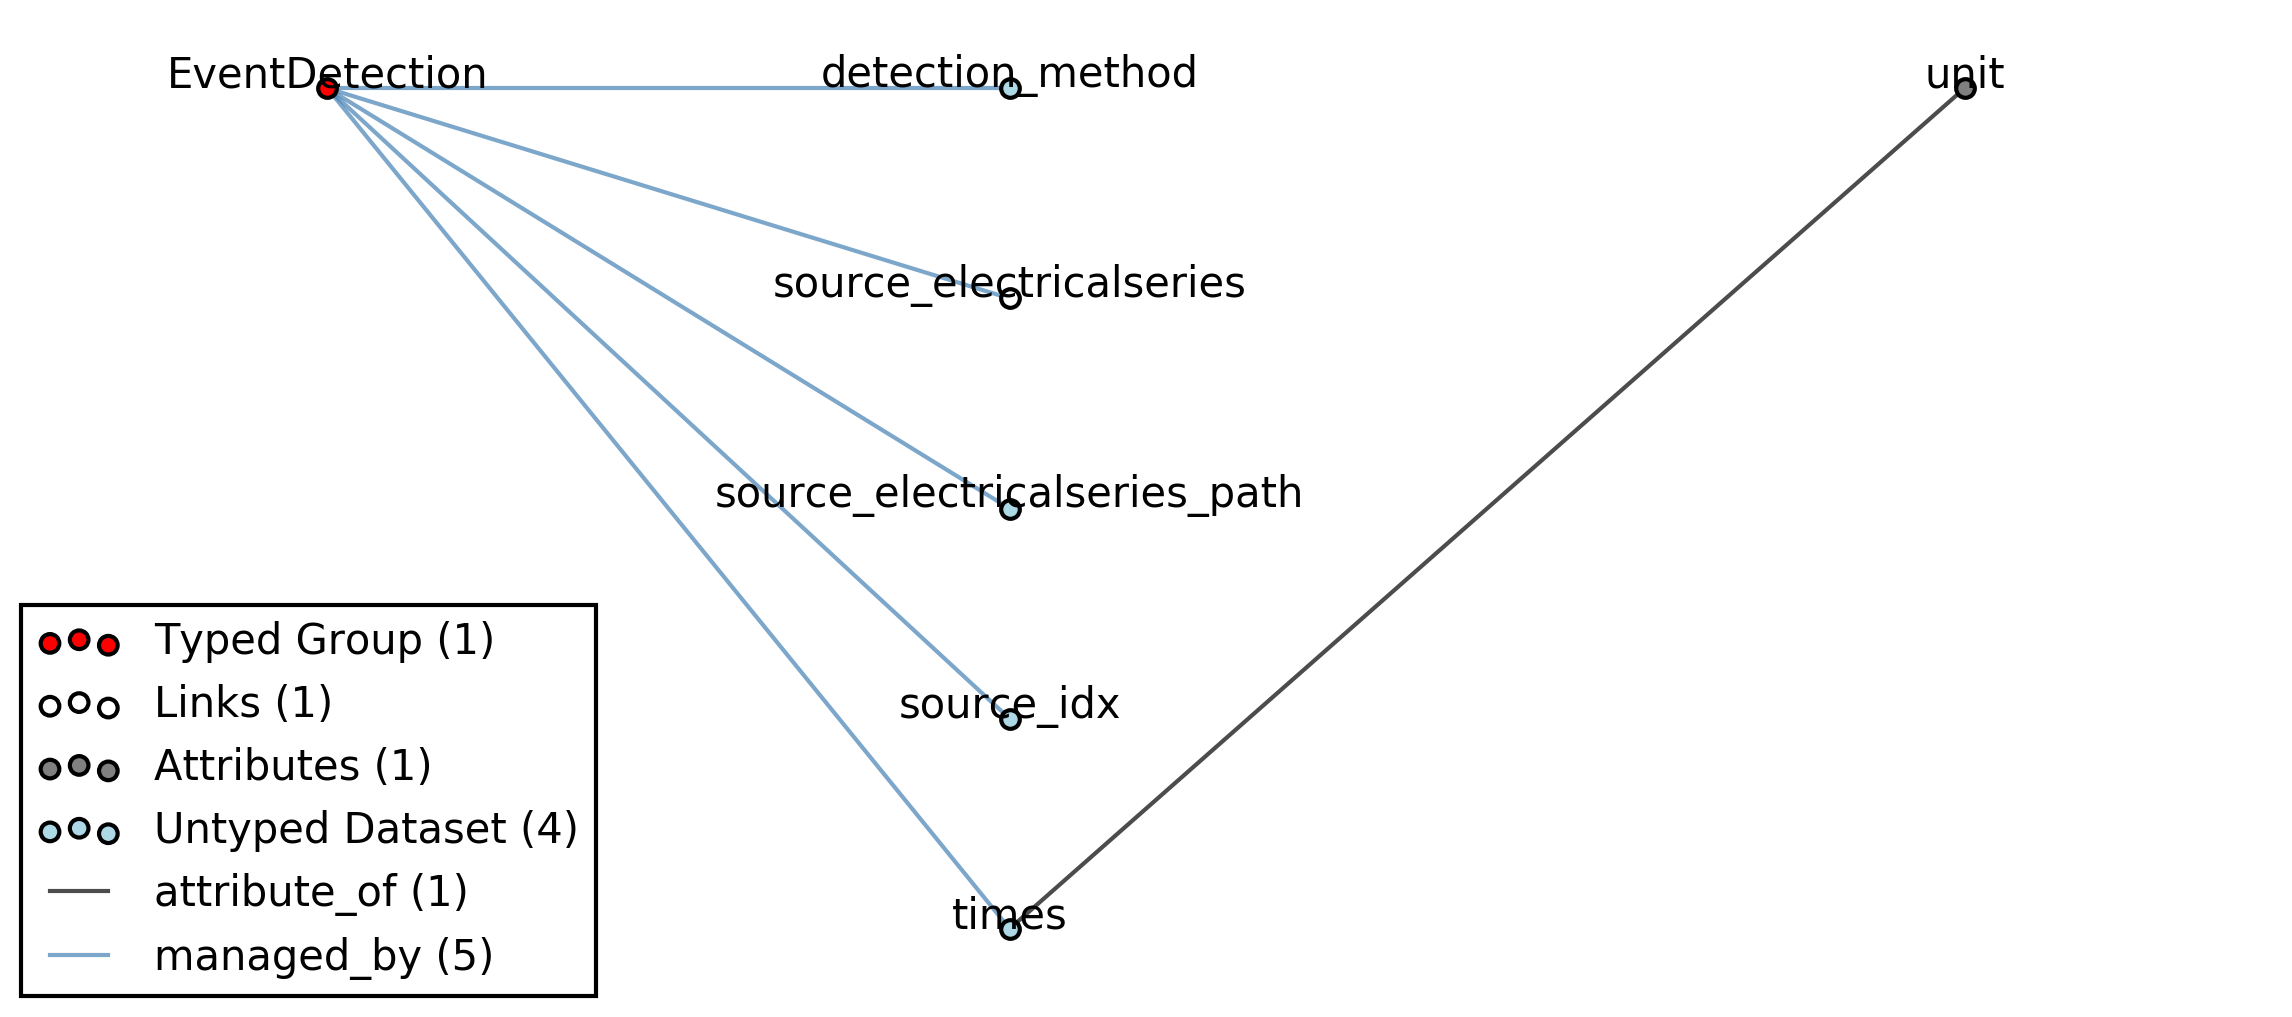 EventDetection
detection_method
unit
source_electricalseries
source_electricalseries_path
source_idx
times
Typed Group (1)
Links (1)
Attributes (1)
Untyped Dataset (4)
attribute_of (1)
managed_by (5)